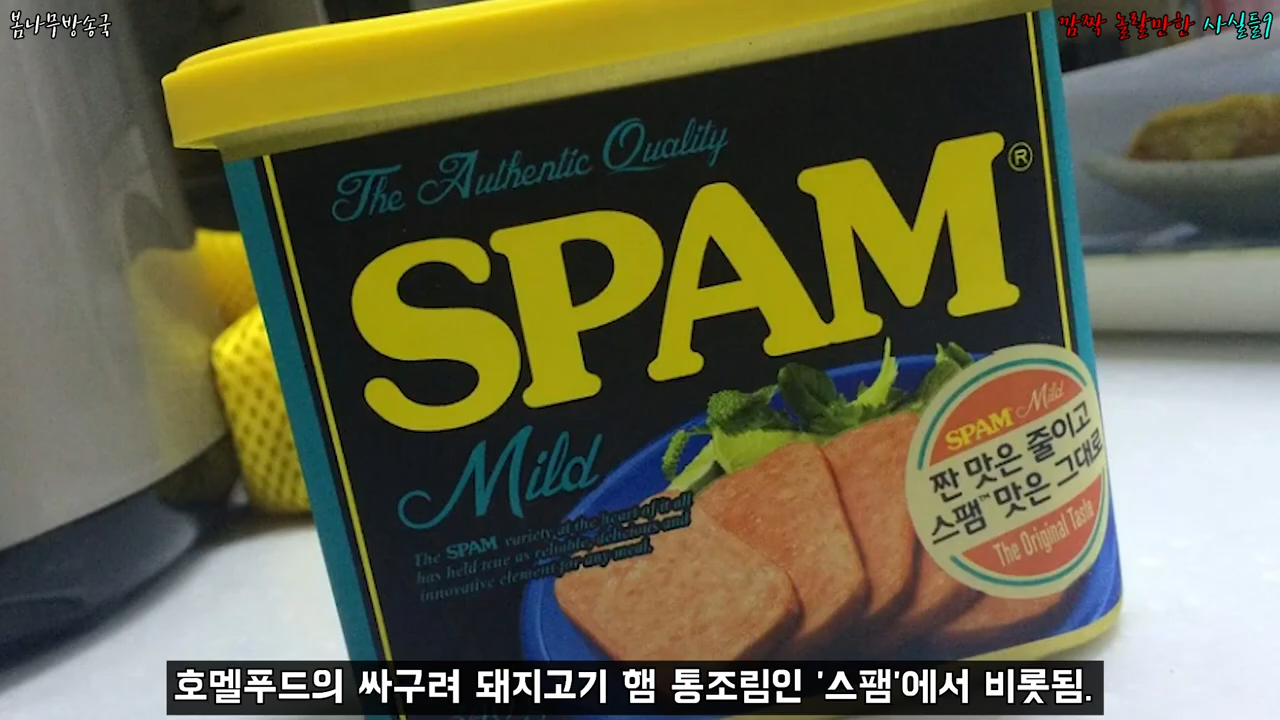 봄나무방송국
깜짝 놀랄만한 사실들9
The Authentic Quality
SPAM®
Mild
The SPAM variety, at the heart of it all
has held true as reliable, delicious and
innovative element for any meal.
SPAM Mild
짠 맛은 줄이고
스팸™ 맛은 그대로
The Original Taste
호멜푸드의 싸구려 돼지고기 햄 통조림인 '스팸'에서 비롯됨.